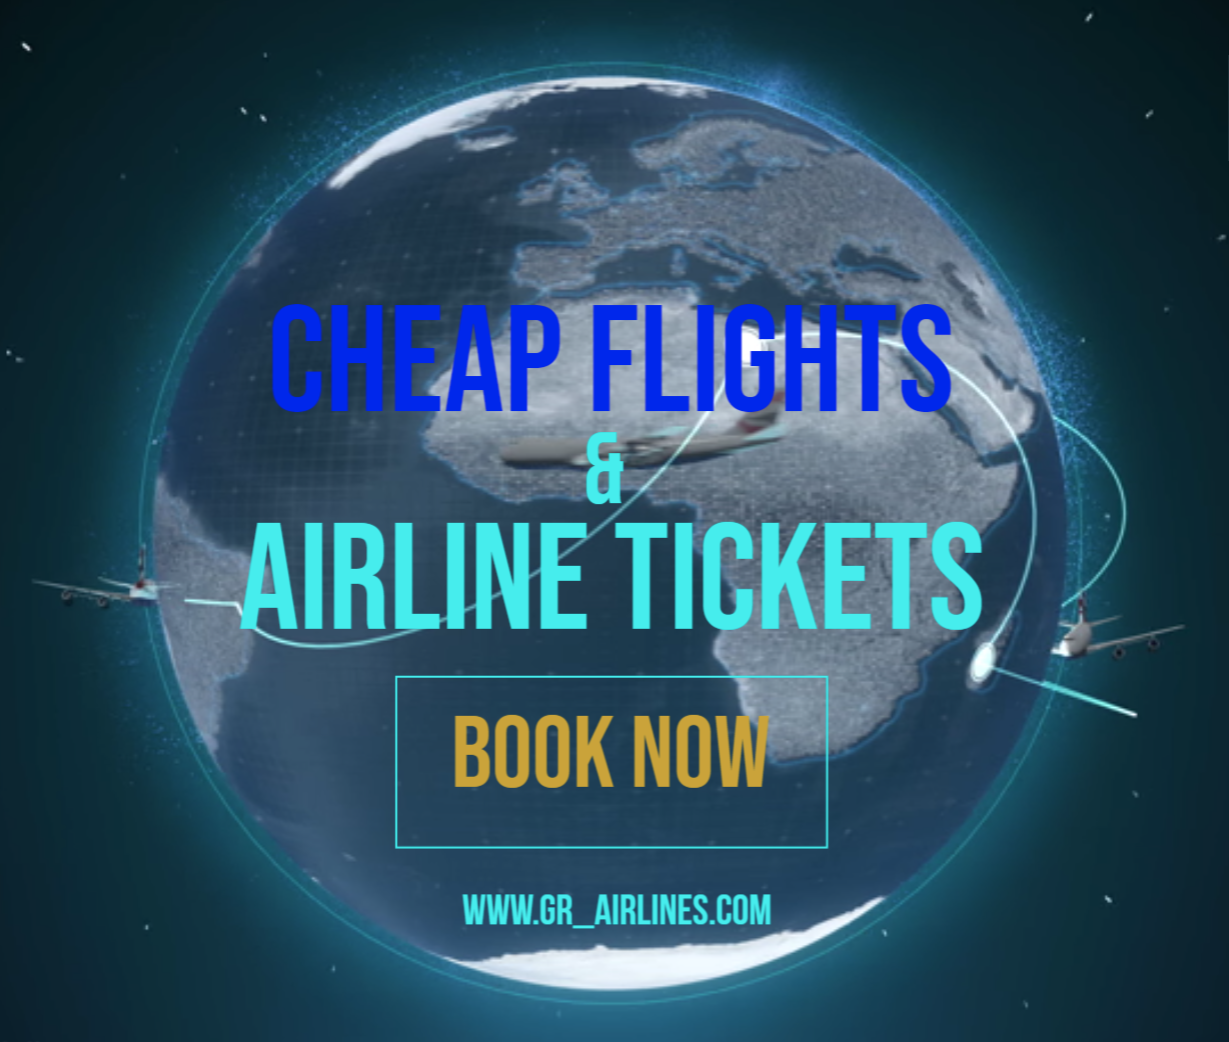 CHEAP FLIGHTS
&
AIRLINE TICKETS
BOOK NOW
WWW.GR_AIRLINES.COM